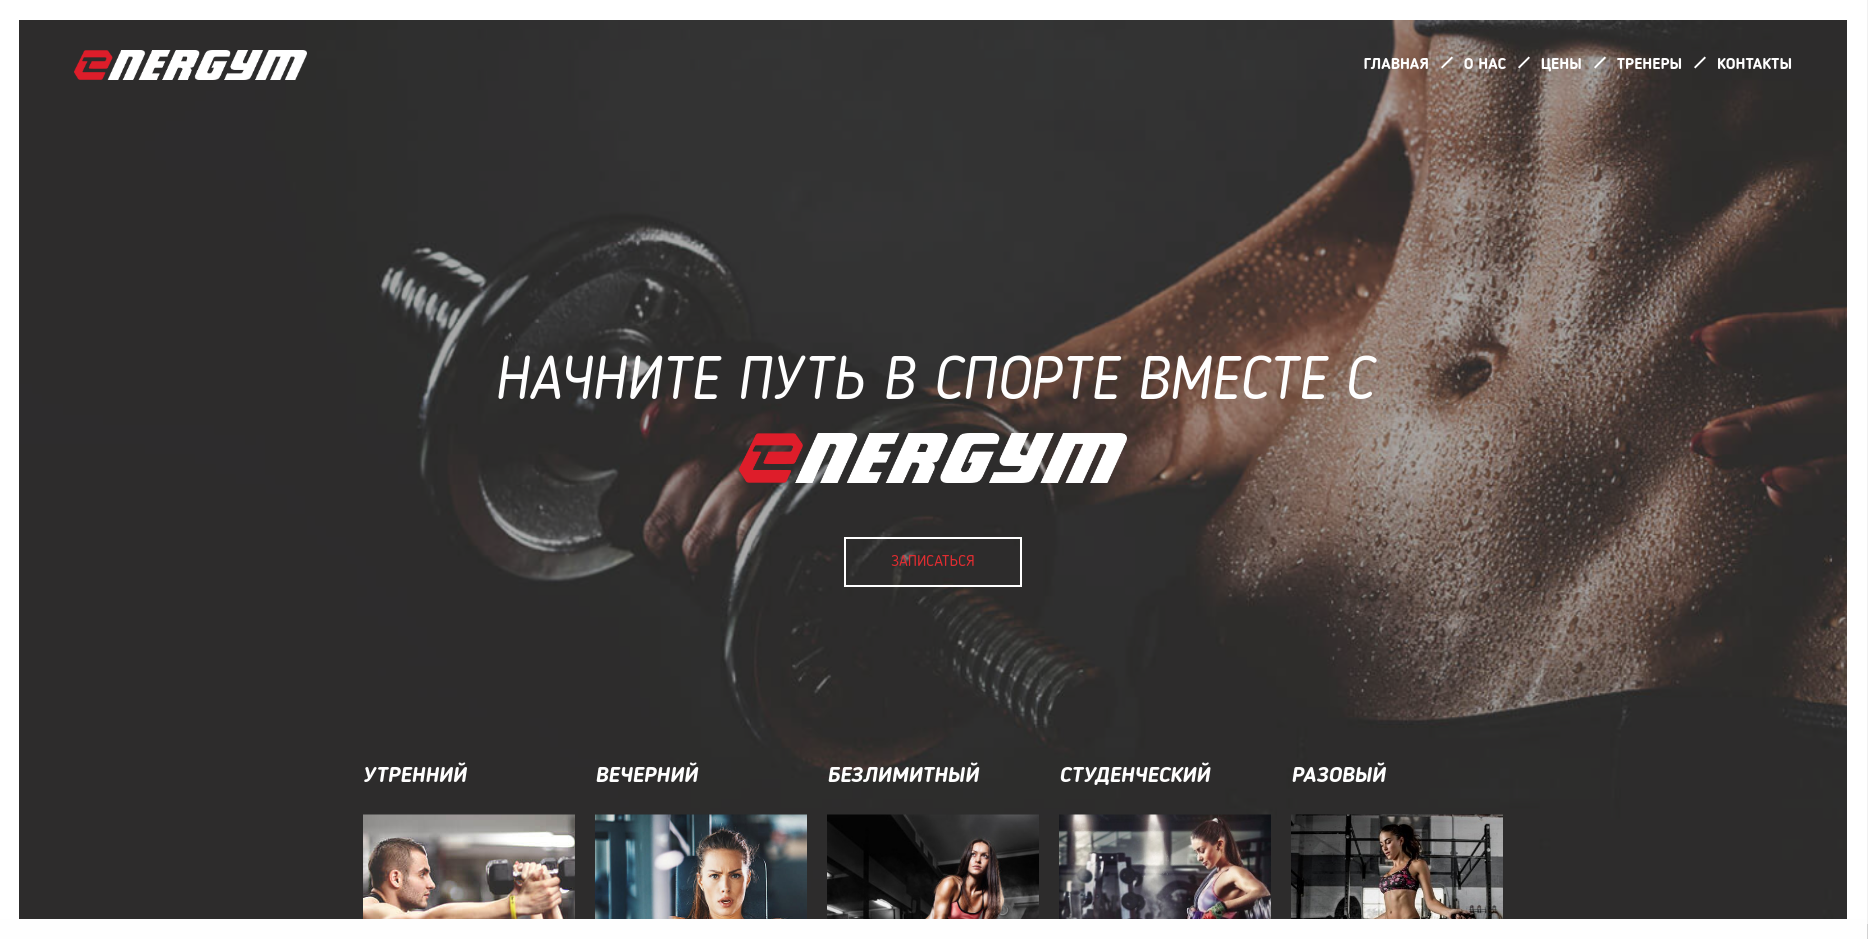 eNERGYM
ГЛАВНАЯ / О НАС / ЦЕНЫ / ТРЕНЕРЫ / КОНТАКТЫ
НАЧНИТЕ ПУТЬ В СПОРТЕ ВМЕСТЕ С
eNERGYM
ЗАПИСАТЬСЯ
УТРЕННИЙ ВЕЧЕРНИЙ БЕЗЛИМИТНЫЙ СТУДЕНЧЕСКИЙ РАЗОВЫЙ